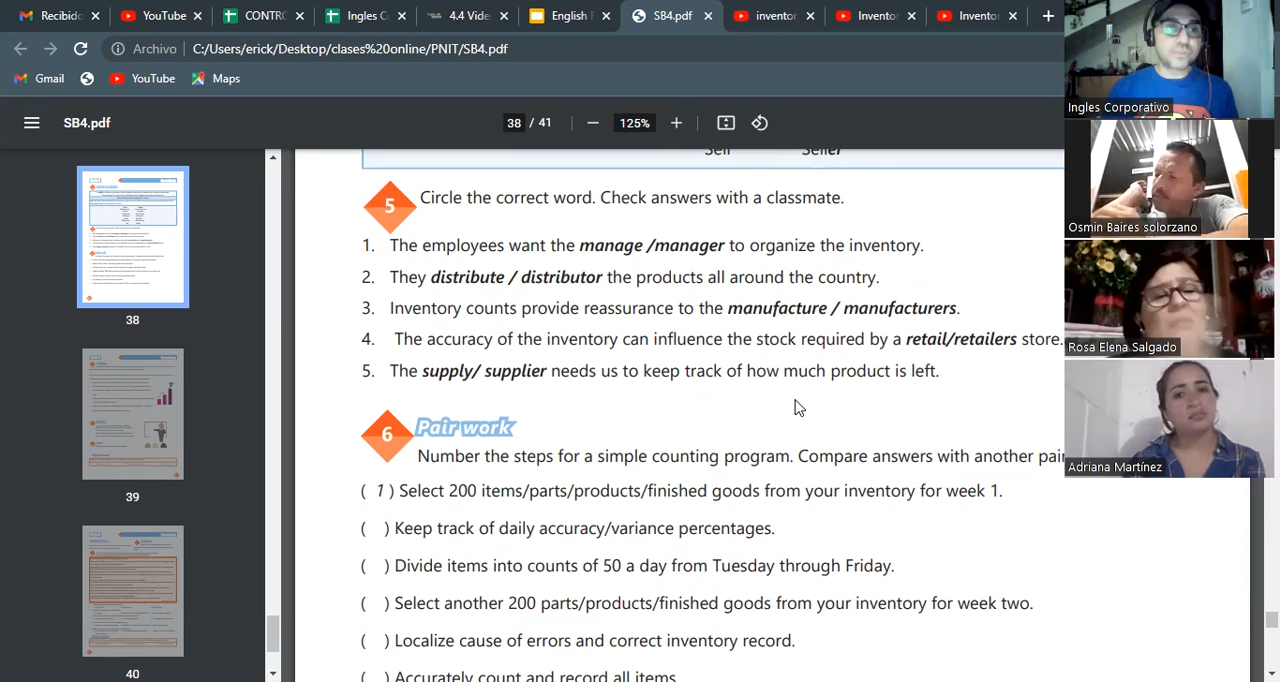 Recibido
YouTube
CONTRO
Ingles C
4.4 Vide
English
SB4.pdf
inventor
Inventor
Inventor
Archivo
C:/Users/erick/Desktop/clases%20online/PNIT/SB4.pdf
Gmail
YouTube
Maps
SB4.pdf
38 / 41
125%
38
39
40
Sell Seller
5 Circle the correct word. Check answers with a classmate.
1. The employees want the manage /manager to organize the inventory.
2. They distribute / distributor the products all around the country.
3. Inventory counts provide reassurance to the manufacture / manufacturers.
4. The accuracy of the inventory can influence the stock required by a retail/retailers store.
5. The supply/ supplier needs us to keep track of how much product is left.
6 Pair work
Number the steps for a simple counting program. Compare answers with another pai
( 1 ) Select 200 items/parts/products/finished goods from your inventory for week 1.
( ) Keep track of daily accuracy/variance percentages.
( ) Divide items into counts of 50 a day from Tuesday through Friday.
( ) Select another 200 parts/products/finished goods from your inventory for week two.
( ) Localize cause of errors and correct inventory record.
( ) Accurately count and record all items.
Ingles Corporativo
Osmin Baires solorzano
Rosa Elena Salgado
Adriana Martínez